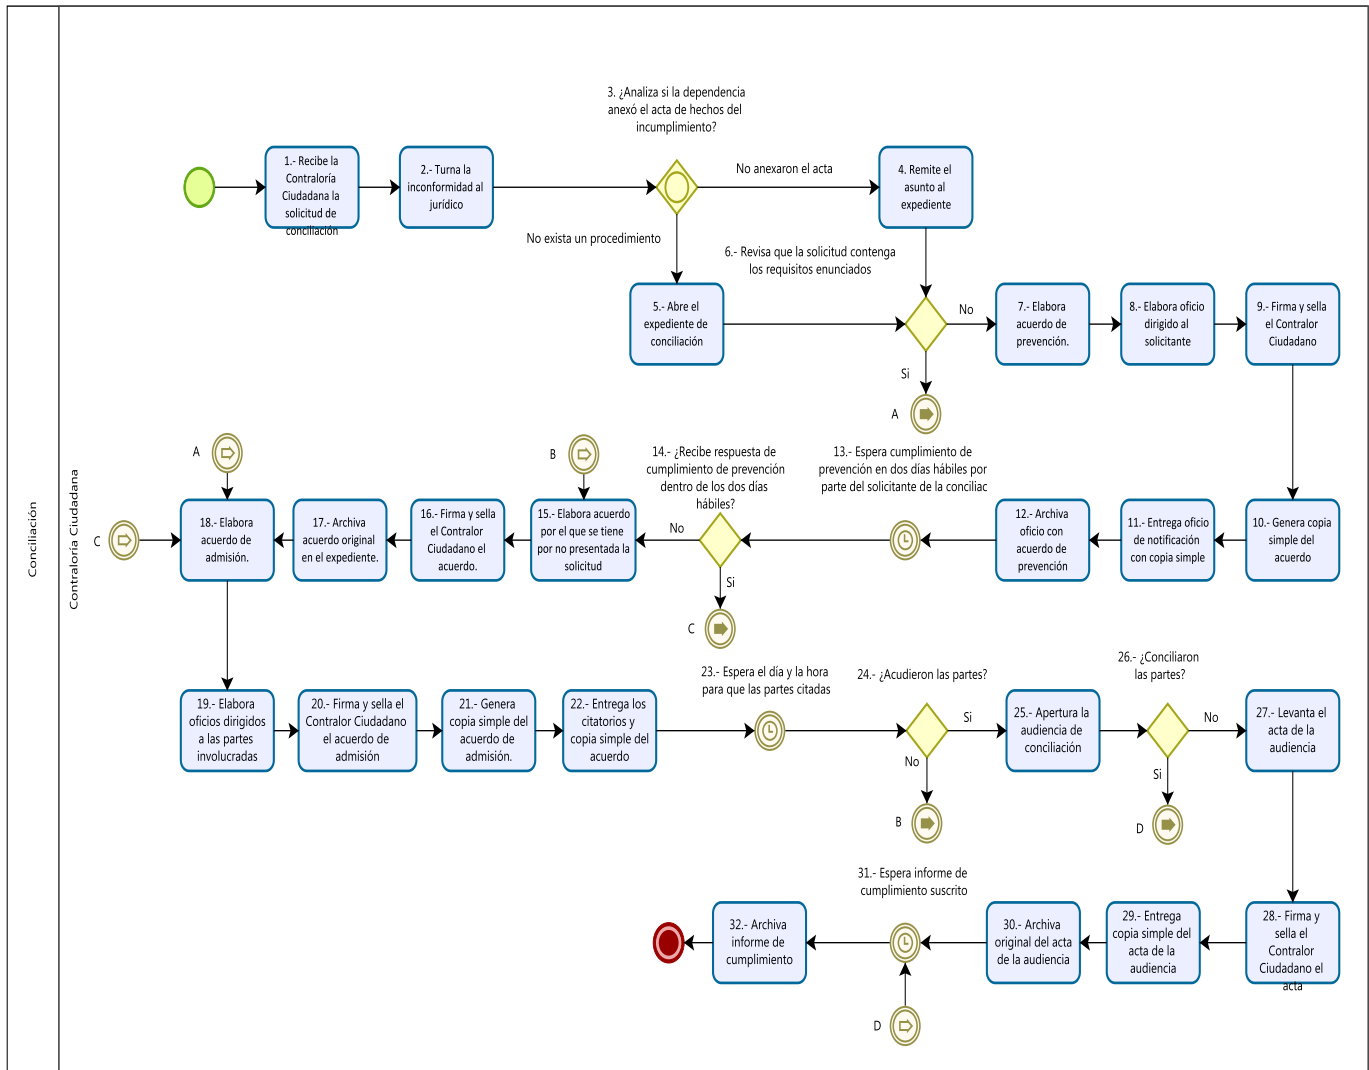 Conciliación
Contraloría Ciudadana
3. ¿Analiza si la dependencia
anexó el acta de hechos del
incumplimiento?
1.- Recibe la
Contraloría
Ciudadana la
solicitud de
conciliación
2.- Turna la
inconformidad al
jurídico
No anexaron el acta
4. Remite el
asunto al
expediente
No exista un procedimiento
6.- Revisa que la solicitud contenga
los requisitos enunciados
5.- Abre el
expediente de
conciliación
No
7.- Elabora
acuerdo de
prevención.
8.- Elabora oficio
dirigido al
solicitante
9.- Firma y sella
el Contralor
Ciudadano
Si
A
A
B
14.- ¿Recibe respuesta de
cumplimiento de prevención
dentro de los dos días
hábiles?
13.- Espera cumplimiento de
prevención en dos días hábiles por
parte del solicitante de la conciliac
C
18.- Elabora
acuerdo de
admisión.
17.- Archiva
acuerdo original
en el expediente.
16.- Firma y sella
el Contralor
Ciudadano el
acuerdo.
15.- Elabora acuerdo
por el que se tiene
por no presentada la
solicitud
No
12.- Archiva
oficio con
acuerdo de
prevención
11.- Entrega oficio
de notificación
con copia simple
10.- Genera copia
simple del
acuerdo
Si
C
23.- Espera el día y la hora
para que las partes citadas
24.- ¿Acudieron las partes?
26.- ¿Conciliaron
las partes?
19.- Elabora
oficios dirigidos
a las partes
involucradas
20.- Firma y sella el
Contralor Ciudadano
el acuerdo de
admisión
21.- Genera
copia simple del
acuerdo de
admisión.
22.- Entrega los
citatorios y
copia simple del
acuerdo
Si
25.- Apertura la
audiencia de
conciliación
No
27.- Levanta el
acta de la
audiencia
No
B
Si
D
31.- Espera informe de
cumplimiento suscrito
32.- Archiva
informe de
cumplimiento
30.- Archiva
original del acta
de la audiencia
29.- Entrega
copia simple del
acta de la
audiencia
28.- Firma y
sella el
Contralor
Ciudadano el
acta
D